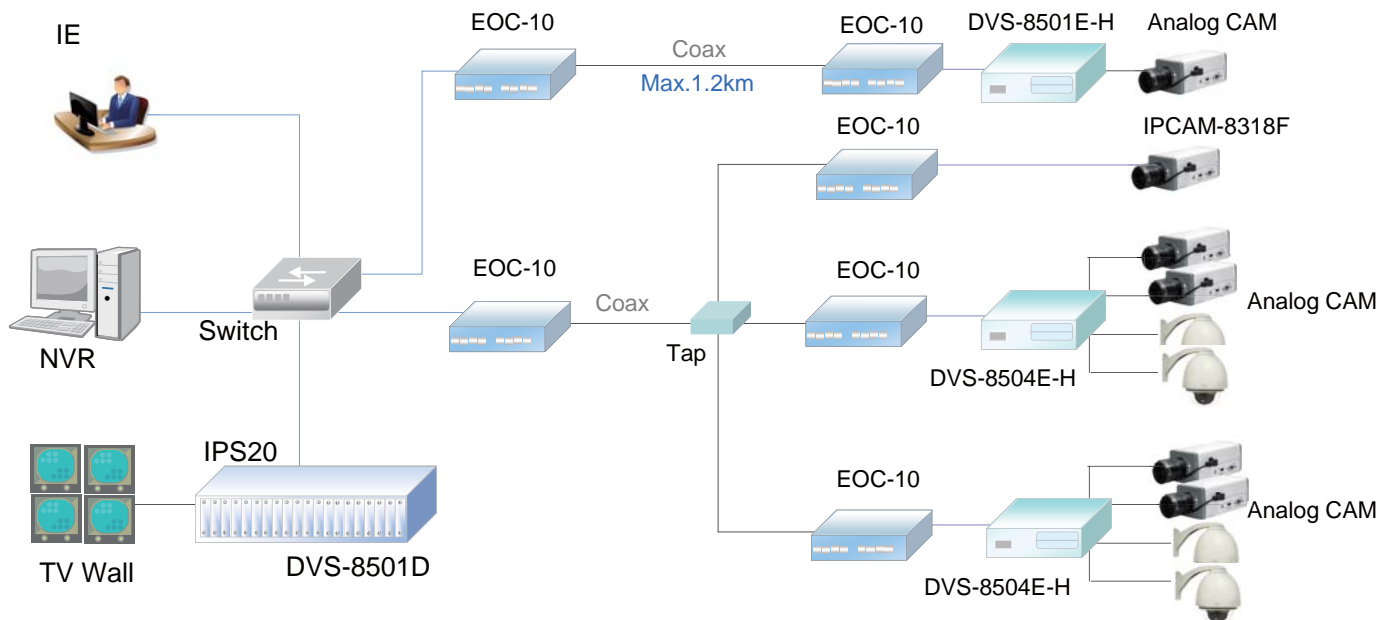 IE
EOC-10
EOC-10
DVS-8501E-H
Analog CAM
Coax
Max.1.2km
EOC-10
IPCAM-8318F
EOC-10
EOC-10
Coax
Analog CAM
Switch
NVR
Tap
DVS-8504E-H
IPS20
EOC-10
Analog CAM
DVS-8501D
TV Wall
DVS-8504E-H